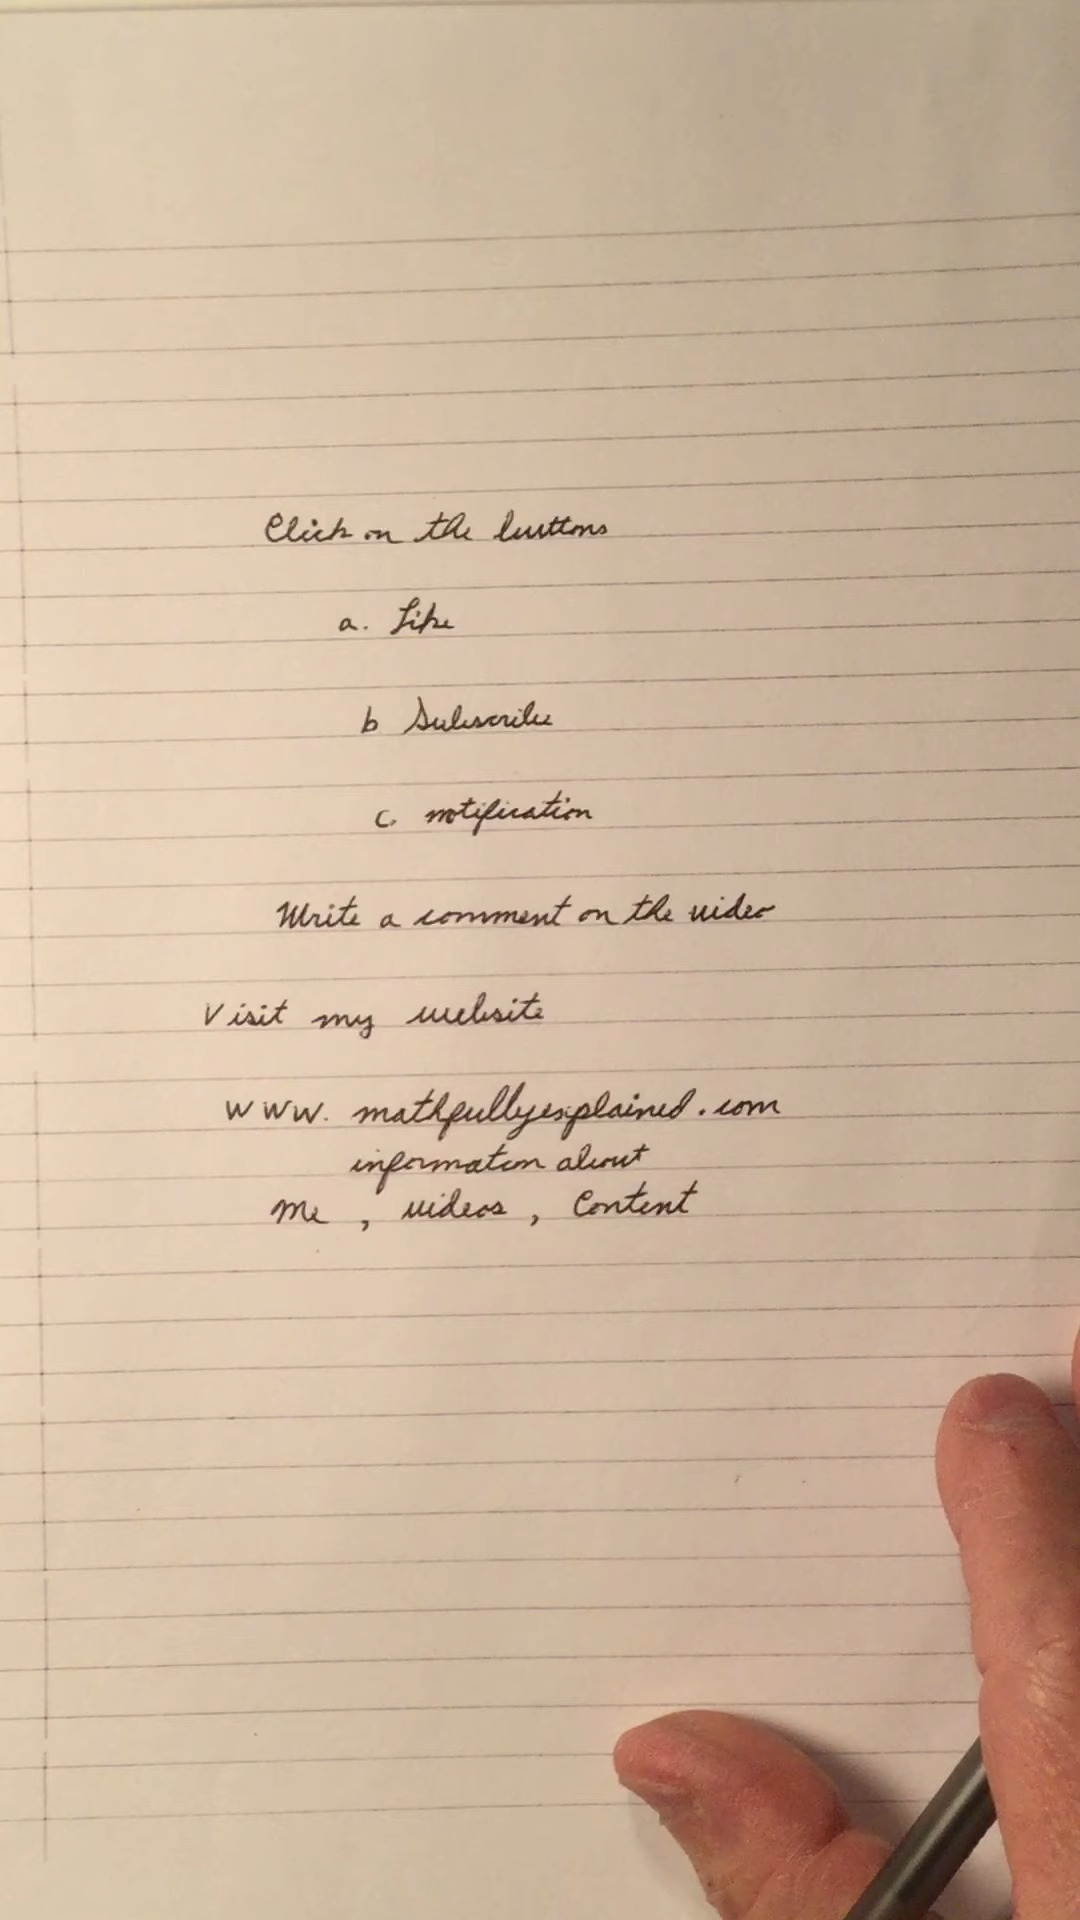 Click on the buttons
a. Like
b Subscribe
c. notification
Write a comment on the video
Visit my website
www. mathfullyexplained.com
information about
Me , videos , Content